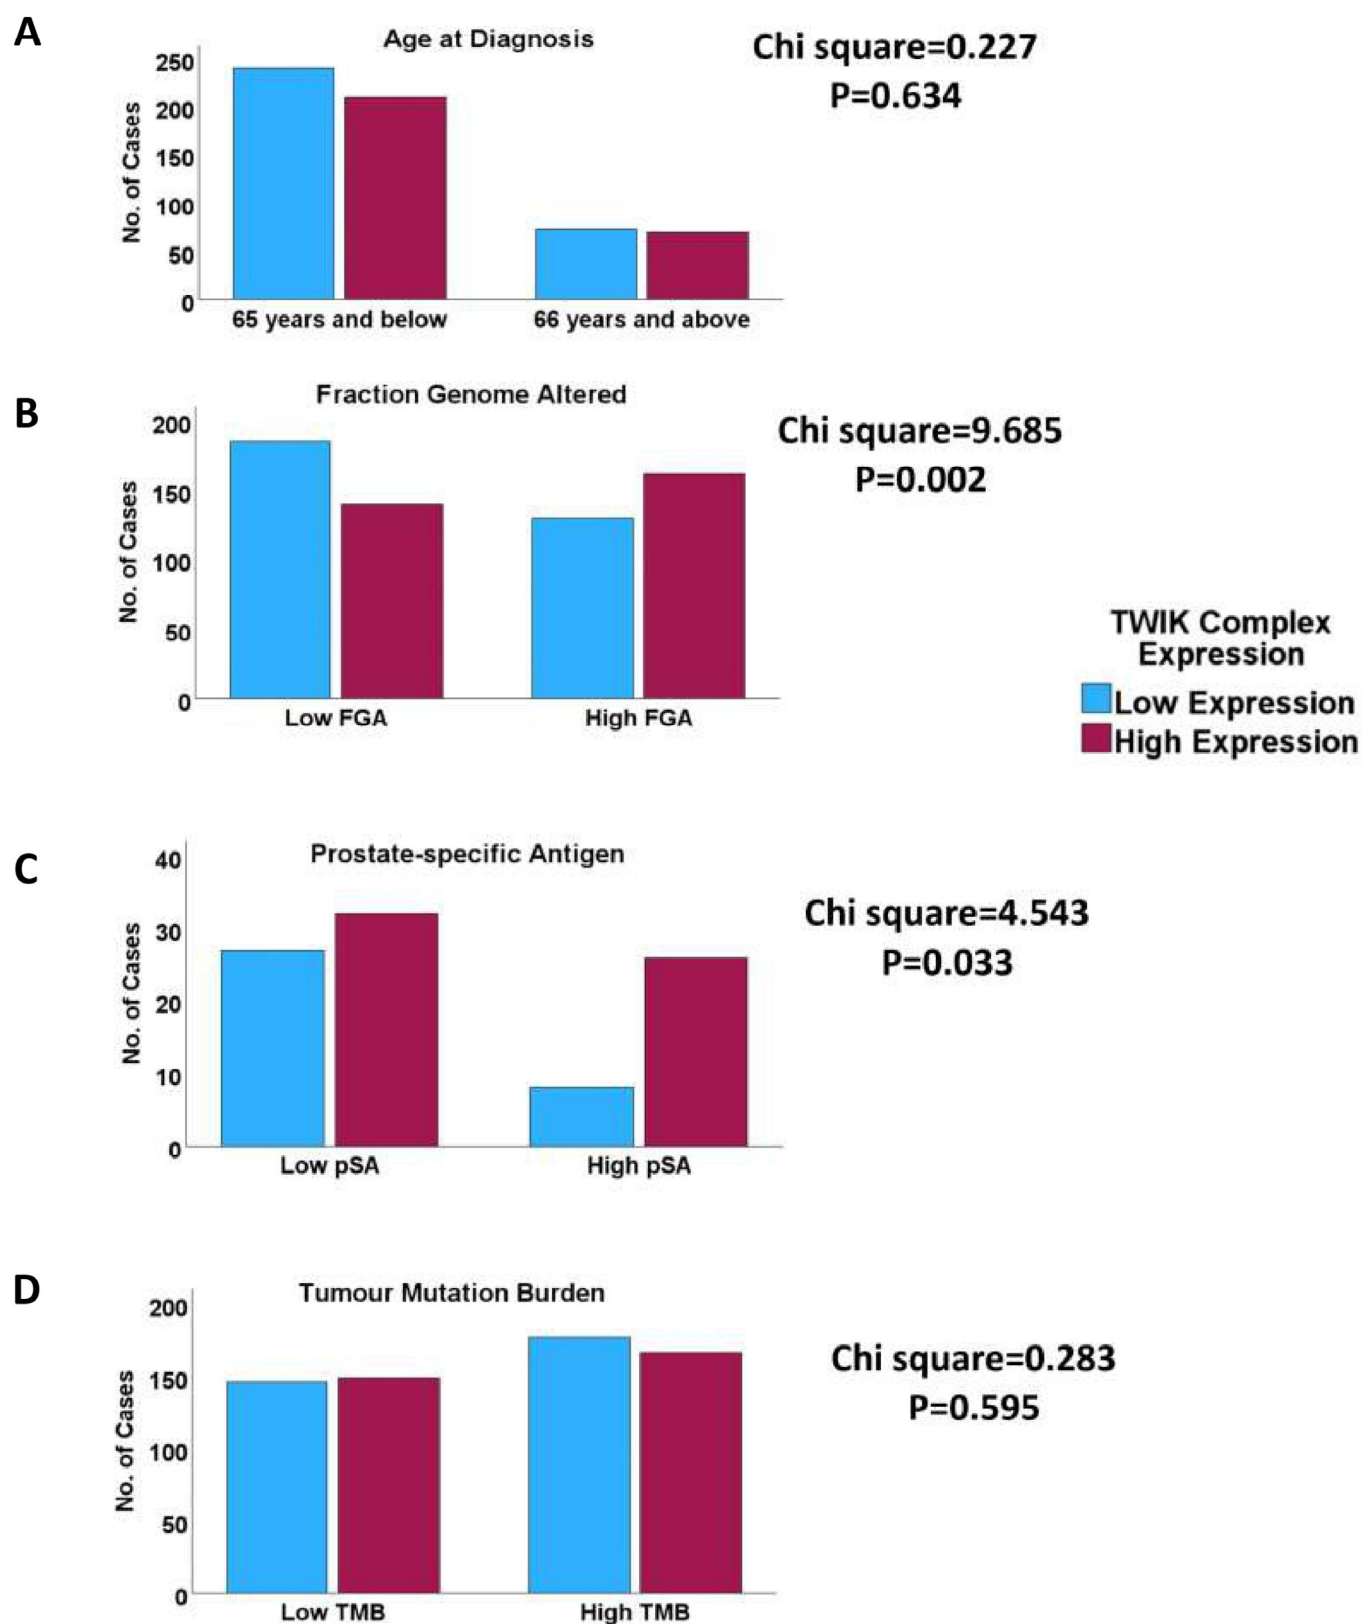 A
Age at Diagnosis
Chi square=0.227
P=0.634
No. of Cases
250
200
150
100
50
0
65 years and below
66 years and above
B
Fraction Genome Altered
Chi square=9.685
P=0.002
No. of Cases
200
150
100
50
0
Low FGA
High FGA
TWIK Complex
Expression
Low Expression
High Expression
C
Prostate-specific Antigen
Chi square=4.543
P=0.033
No. of Cases
40
30
20
10
0
Low pSA
High pSA
D
Tumour Mutation Burden
Chi square=0.283
P=0.595
No. of Cases
200
150
100
50
0
Low TMB
High TMB